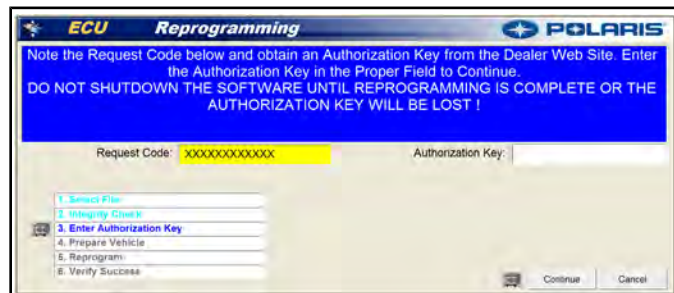 ECU Reprogramming
POLARIS
Note the Request Code below and obtain an Authorization Key from the Dealer Web Site. Enter
the Authorization Key in the Proper Field to Continue.
DO NOT SHUTDOWN THE SOFTWARE UNTIL REPROGRAMMING IS COMPLETE OR THE
AUTHORIZATION KEY WILL BE LOST !
Request Code: XXXXXXXXXXXX Authorization Key:
1. Select File
2. Integrity Check
3. Enter Authorization Key
4. Prepare Vehicle
5. Reprogram
6. Verify Success
Continue Cancel